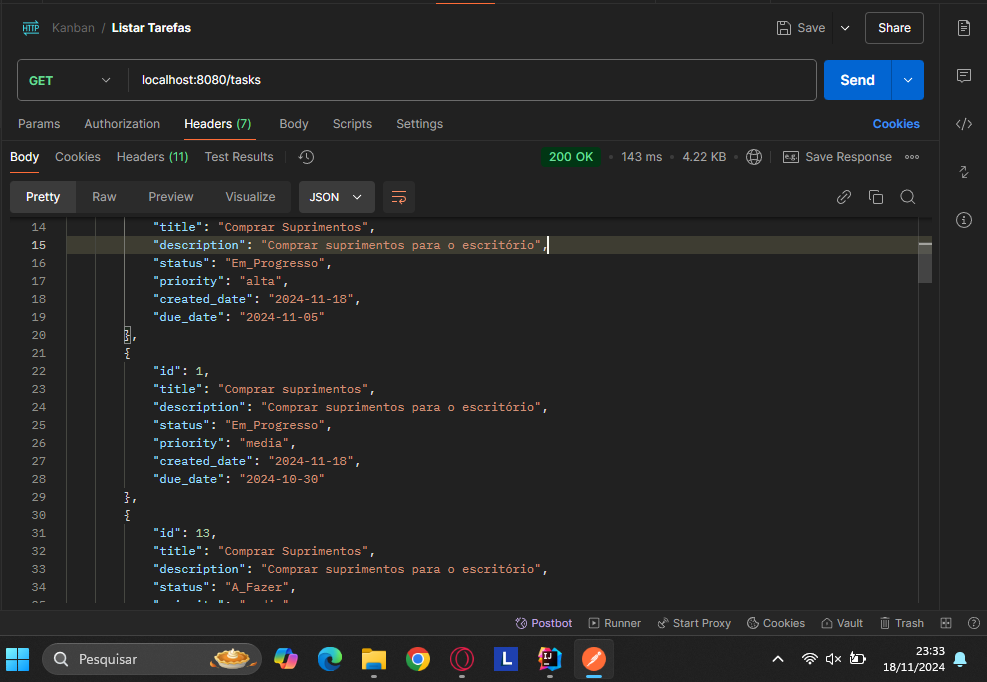 HTTP Kanban / Listar Tarefas Save Share
GET localhost:8080/tasks Send
Params Authorization Headers (7) Body Scripts Settings Cookies
Body Cookies Headers (11) Test Results 200 OK • 143 ms • 4.22 KB • e.g. Save Response
Pretty Raw Preview Visualize JSON
14 "title": "Comprar Suprimentos",
15 "description": "Comprar suprimentos para o escritório",
16 "status": "Em_Progresso",
17 "priority": "alta",
18 "created_date": "2024-11-18",
19 "due_date": "2024-11-05"
20 },
21 {
22 "id": 1,
23 "title": "Comprar suprimentos",
24 "description": "Comprar suprimentos para o escritório",
25 "status": "Em_Progresso",
26 "priority": "media",
27 "created_date": "2024-11-18",
28 "due_date": "2024-10-30"
29 },
30 {
31 "id": 13,
32 "title": "Comprar Suprimentos",
33 "description": "Comprar suprimentos para o escritório",
34 "status": "A_Fazer",
Postbot Runner Start Proxy Cookies Vault Trash
Pesquisar L IJ 23:33
18/11/2024